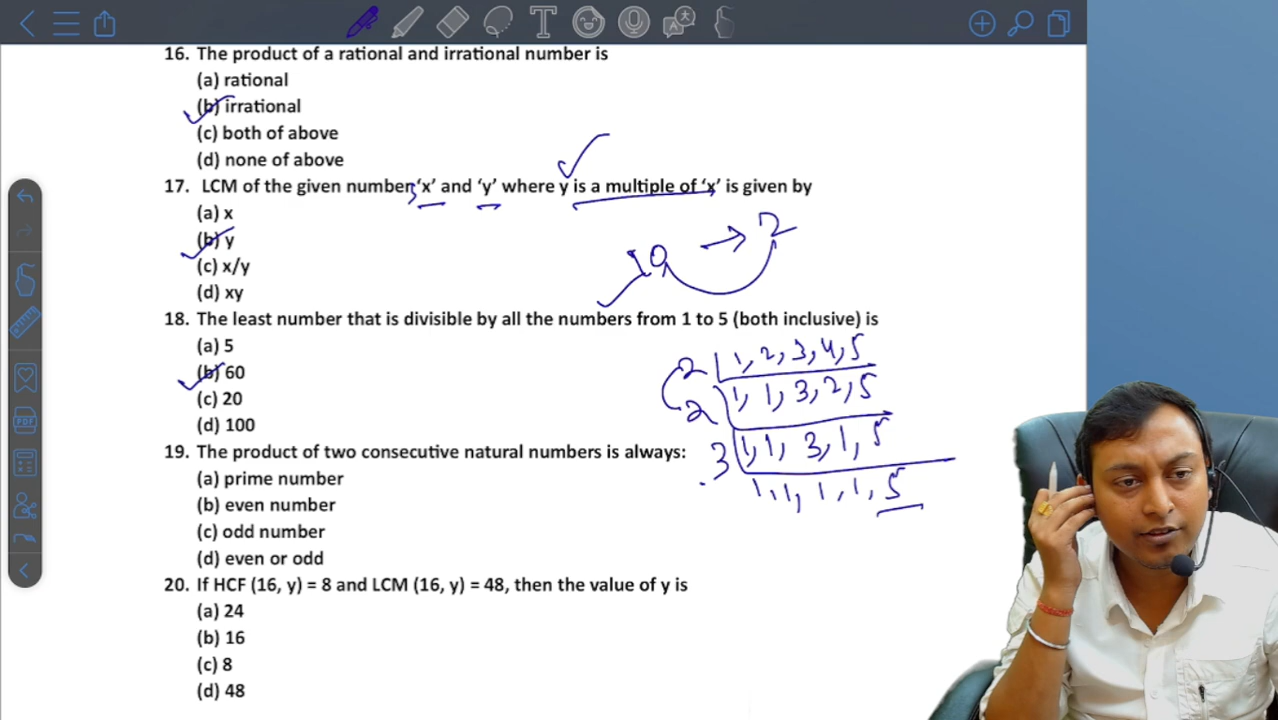 16. The product of a rational and irrational number is
(a) rational
(b) irrational
(c) both of above
(d) none of above
17. LCM of the given number 'x' and 'y' where y is a multiple of 'x' is given by
(a) x
(b) y
(c) x/y
(d) xy
10 → 2
18. The least number that is divisible by all the numbers from 1 to 5 (both inclusive) is
(a) 5
(b) 60
(c) 20
(d) 100
2 | 1, 2, 3, 4, 5
2 | 1, 1, 3, 2, 5
3 | 1, 1, 3, 1, 5
1, 1, 1, 1, 5
19. The product of two consecutive natural numbers is always:
(a) prime number
(b) even number
(c) odd number
(d) even or odd
20. If HCF (16, y) = 8 and LCM (16, y) = 48, then the value of y is
(a) 24
(b) 16
(c) 8
(d) 48